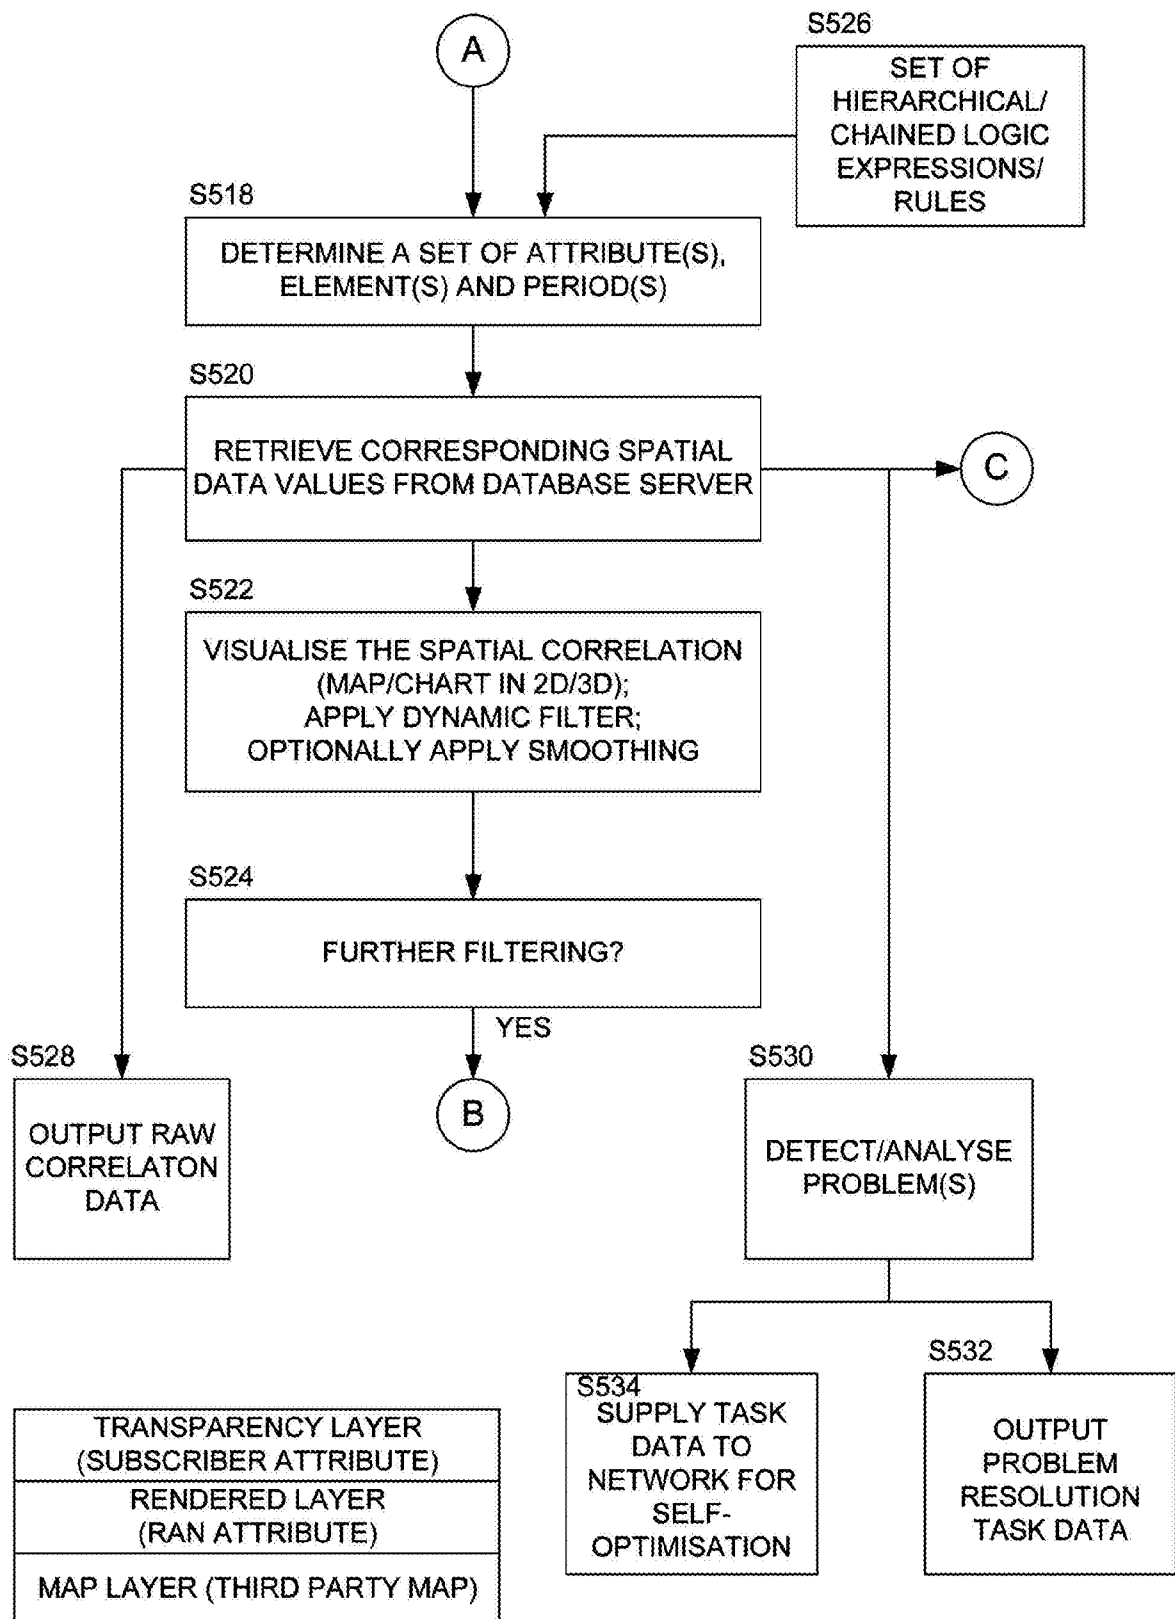 A
S526
SET OF
HIERARCHICAL/
CHAINED LOGIC
EXPRESSIONS/
RULES
S518
DETERMINE A SET OF ATTRIBUTE(S),
ELEMENT(S) AND PERIOD(S)
S520
RETRIEVE CORRESPONDING SPATIAL
DATA VALUES FROM DATABASE SERVER
C
S522
VISUALISE THE SPATIAL CORRELATION
(MAP/CHART IN 2D/3D);
APPLY DYNAMIC FILTER;
OPTIONALLY APPLY SMOOTHING
S524
FURTHER FILTERING?
YES
B
S528
OUTPUT RAW
CORRELATON
DATA
S530
DETECT/ANALYSE
PROBLEM(S)
S534
SUPPLY TASK
DATA TO
NETWORK FOR
SELF-
OPTIMISATION
S532
OUTPUT
PROBLEM
RESOLUTION
TASK DATA
TRANSPARENCY LAYER
(SUBSCRIBER ATTRIBUTE)
RENDERED LAYER
(RAN ATTRIBUTE)
MAP LAYER (THIRD PARTY MAP)